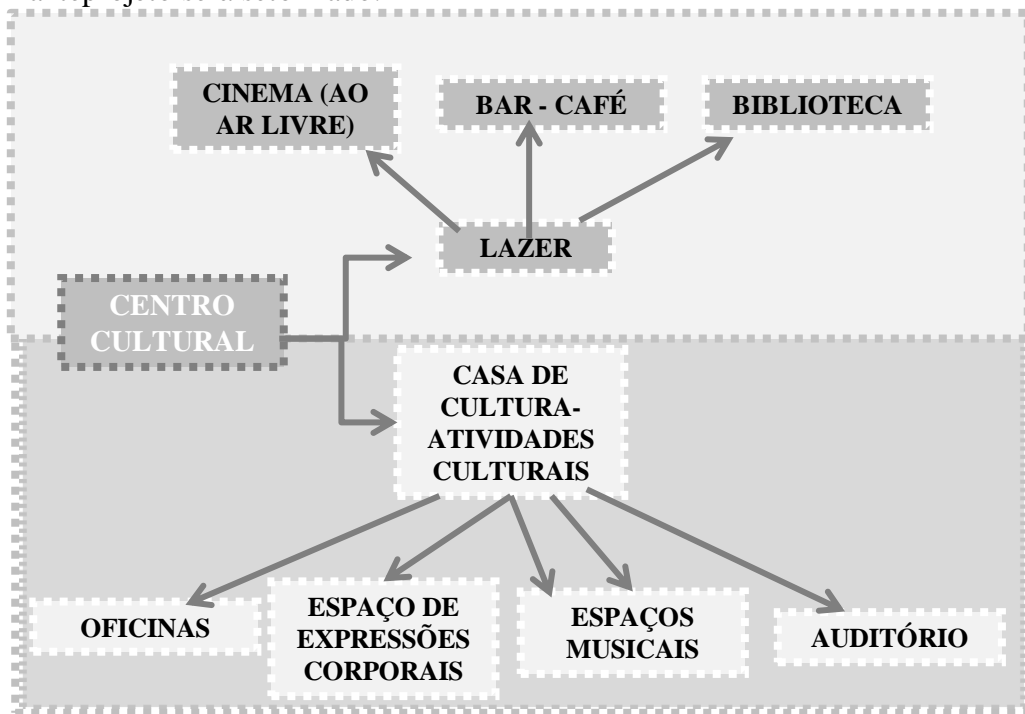 CINEMA (AO
AR LIVRE)
BAR - CAFÉ
BIBLIOTECA
LAZER
CENTRO
CULTURAL
CASA DE
CULTURA-
ATIVIDADES
CULTURAIS
OFICINAS
ESPAÇO DE
EXPRESSÕES
CORPORAIS
ESPAÇOS
MUSICAIS
AUDITÓRIO